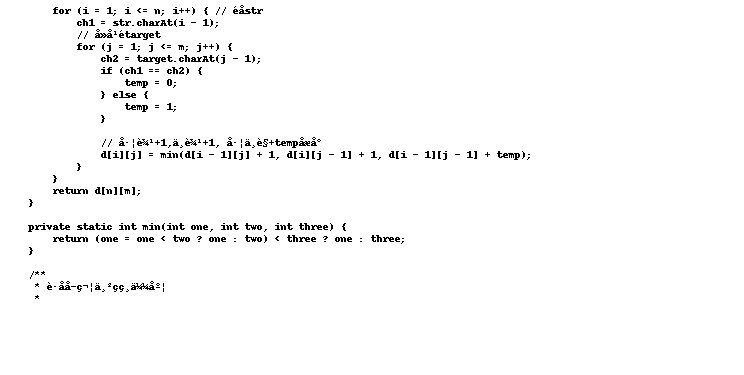 for (i = 1; i <= n; i++) { // éåstr
ch1 = str.charAt(i - 1);
// å»å¹étarget
for (j = 1; j <= m; j++) {
ch2 = target.charAt(j - 1);
if (ch1 == ch2) {
temp = 0;
} else {
temp = 1;
}
// å·¦è¾¹+1,ä¸è¾¹+1, å·¦ä¸è§+tempåæå°
d[i][j] = min(d[i - 1][j] + 1, d[i][j - 1] + 1, d[i - 1][j - 1] + temp);
}
}
return d[n][m];
}
private static int min(int one, int two, int three) {
return (one = one < two ? one : two) < three ? one : three;
}
/**
* è·åå­ç¬¦ä¸²çç¸ä¼¼åº¦
*